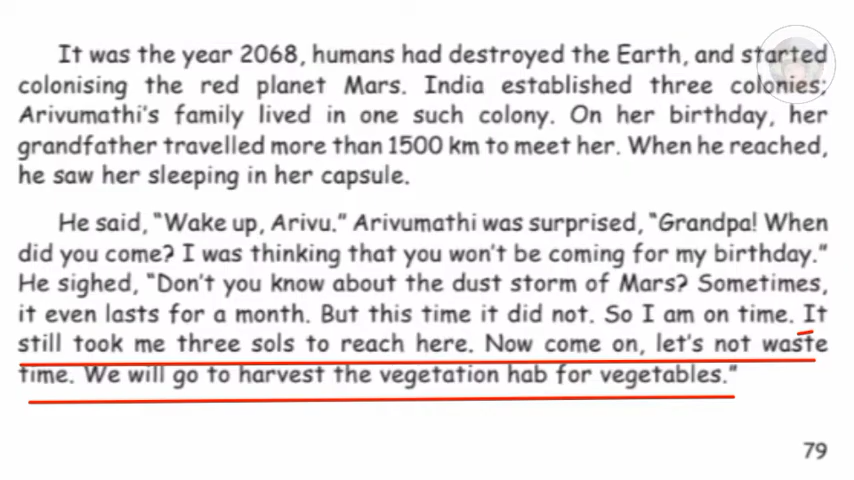 It was the year 2068, humans had destroyed the Earth, and started
colonising the red planet Mars. India established three colonies;
Arivumathi's family lived in one such colony. On her birthday, her
grandfather travelled more than 1500 km to meet her. When he reached,
he saw her sleeping in her capsule.
He said, "Wake up, Arivu." Arivumathi was surprised, "Grandpa! When
did you come? I was thinking that you won't be coming for my birthday."
He sighed, "Don't you know about the dust storm of Mars? Sometimes,
it even lasts for a month. But this time it did not. So I am on time. It
still took me three sols to reach here. Now come on, let's not waste
time. We will go to harvest the vegetation hab for vegetables."
79